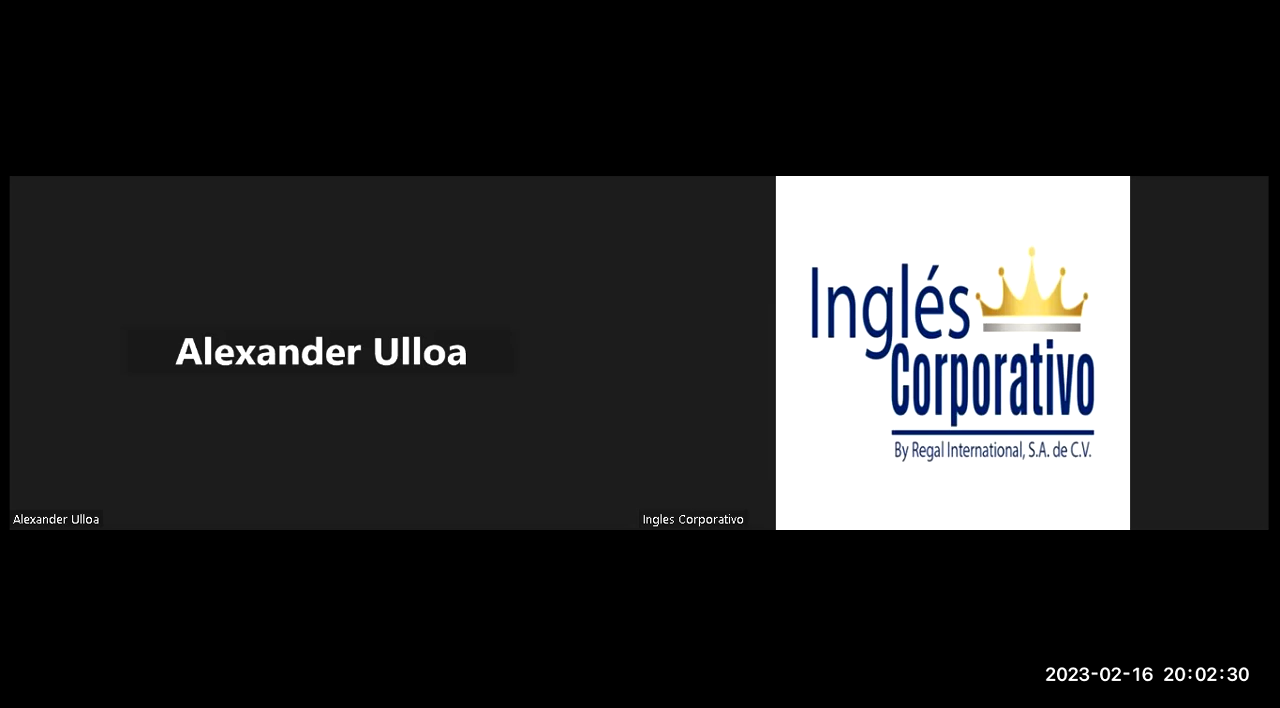 Alexander Ulloa
Alexander Ulloa
Ingles Corporativo
Inglés
Corporativo
By Regal International, S.A. de C.V.
2023-02-16 20:02:30